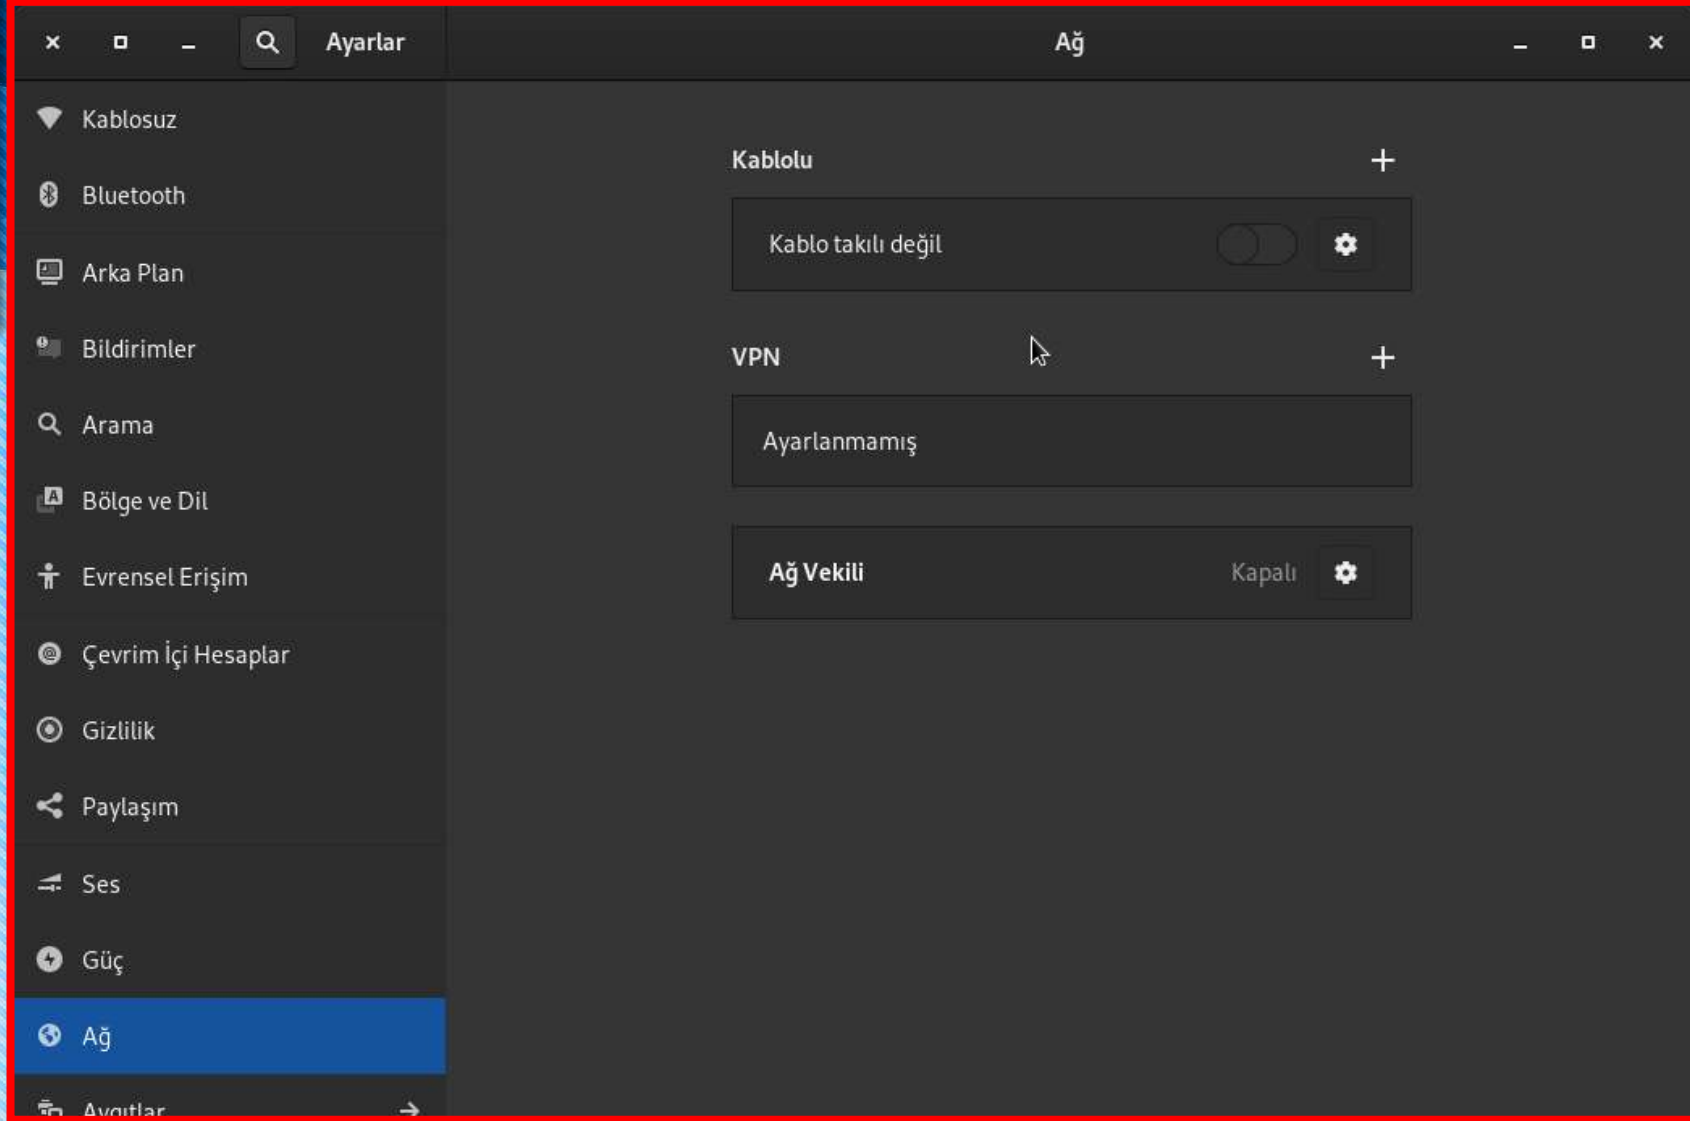 Ayarlar
Ağ
Kablosuz
Bluetooth
Arka Plan
Bildirimler
Arama
Bölge ve Dil
Evrensel Erişim
Çevrim İçi Hesaplar
Gizlilik
Paylaşım
Ses
Güç
Ağ
Aygıtlar
Kablolu
Kablo takılı değil
VPN
Ayarlanmamış
Ağ Vekili
Kapalı